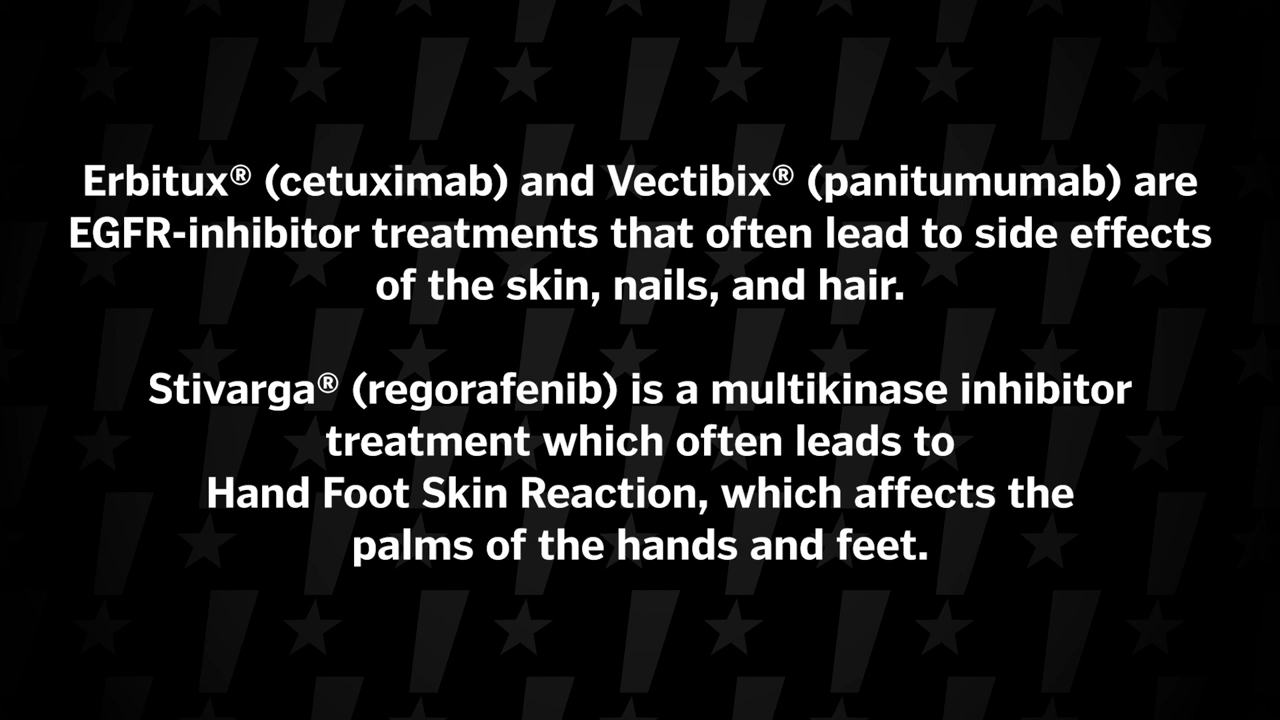 Erbitux® (cetuximab) and Vectibix® (panitumumab) are
EGFR-inhibitor treatments that often lead to side effects
of the skin, nails, and hair.
Stivarga® (regorafenib) is a multikinase inhibitor
treatment which often leads to
Hand Foot Skin Reaction, which affects the
palms of the hands and feet.